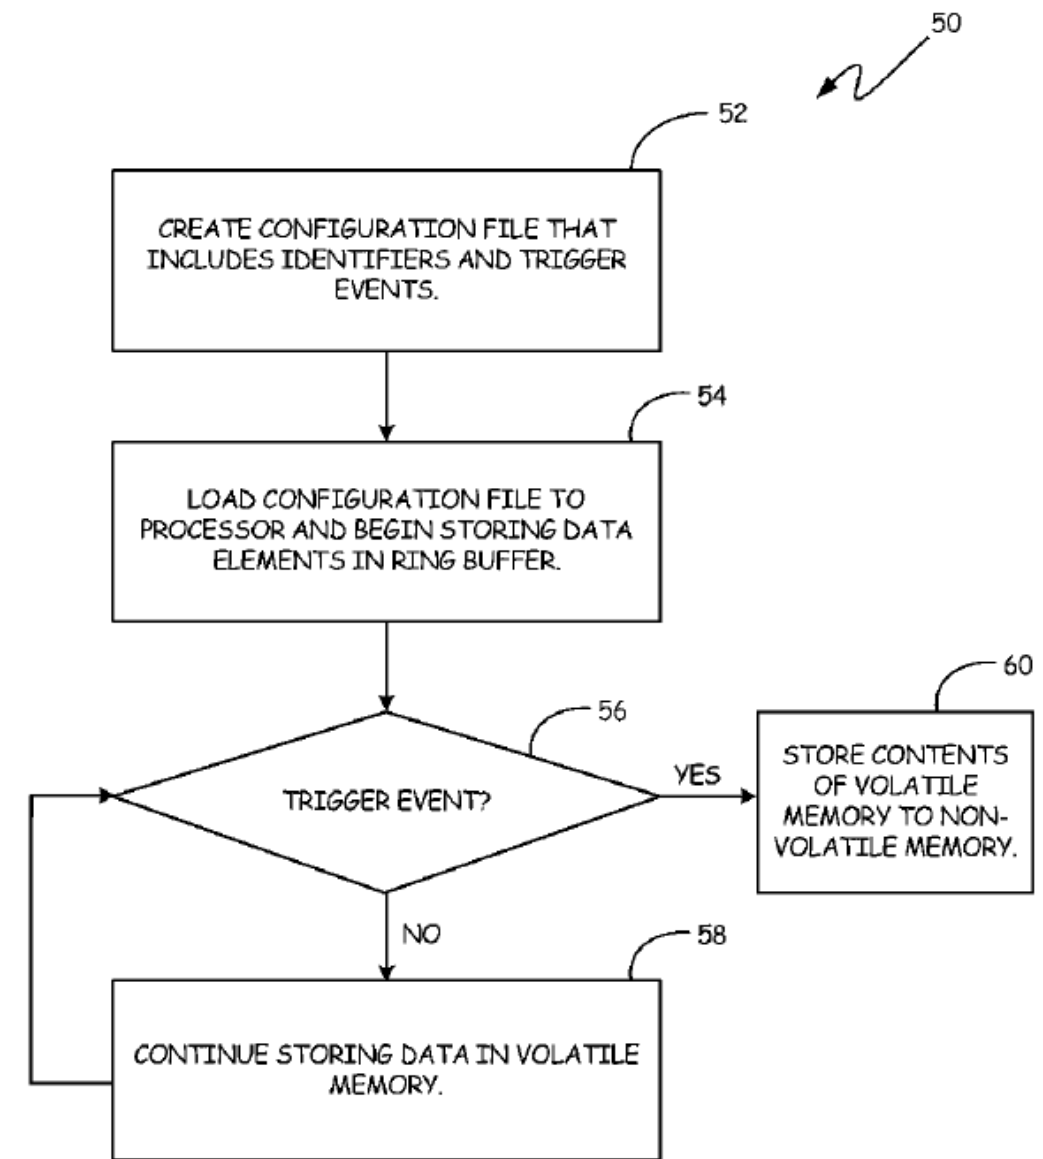 50
52
CREATE CONFIGURATION FILE THAT
INCLUDES IDENTIFIERS AND TRIGGER
EVENTS.
54
LOAD CONFIGURATION FILE TO
PROCESSOR AND BEGIN STORING DATA
ELEMENTS IN RING BUFFER.
56
TRIGGER EVENT?
YES
60
STORE CONTENTS
OF VOLATILE
MEMORY TO NON-
VOLATILE MEMORY.
NO
58
CONTINUE STORING DATA IN VOLATILE
MEMORY.